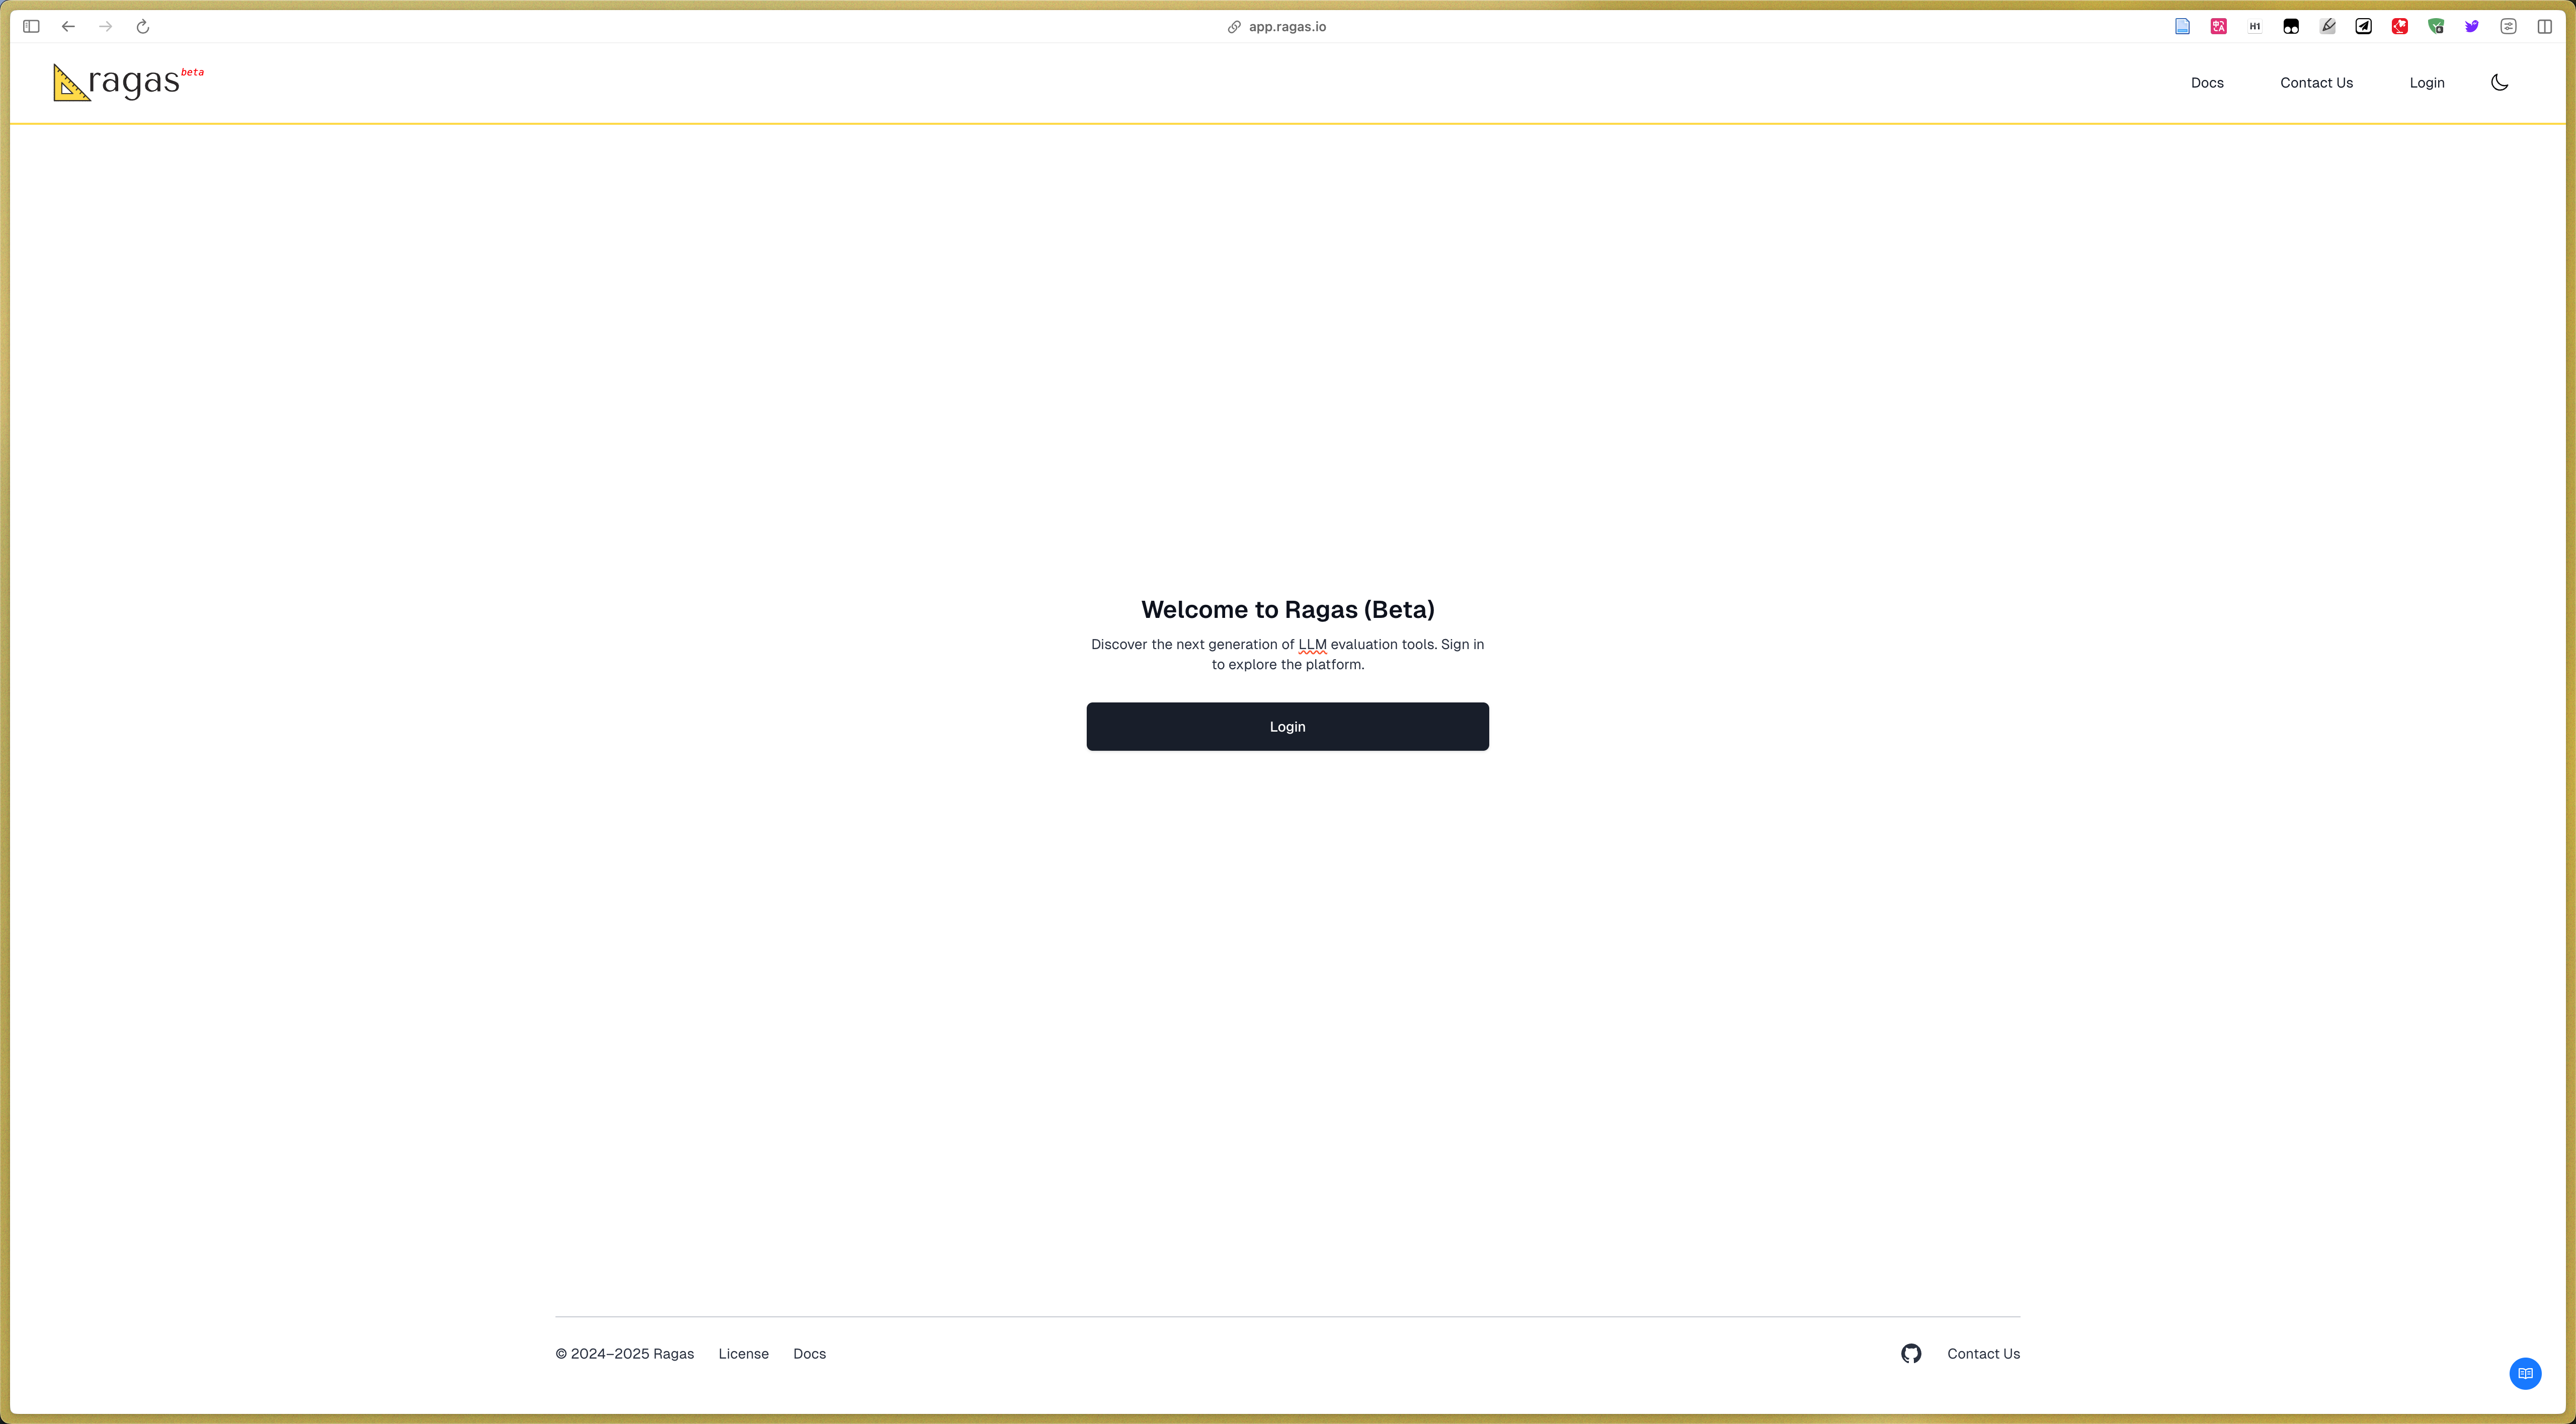 app.ragas.io
H1
ragas beta
Docs
Contact Us
Login
Welcome to Ragas (Beta)
Discover the next generation of LLM evaluation tools. Sign in
to explore the platform.
Login
© 2024–2025 Ragas
License
Docs
Contact Us